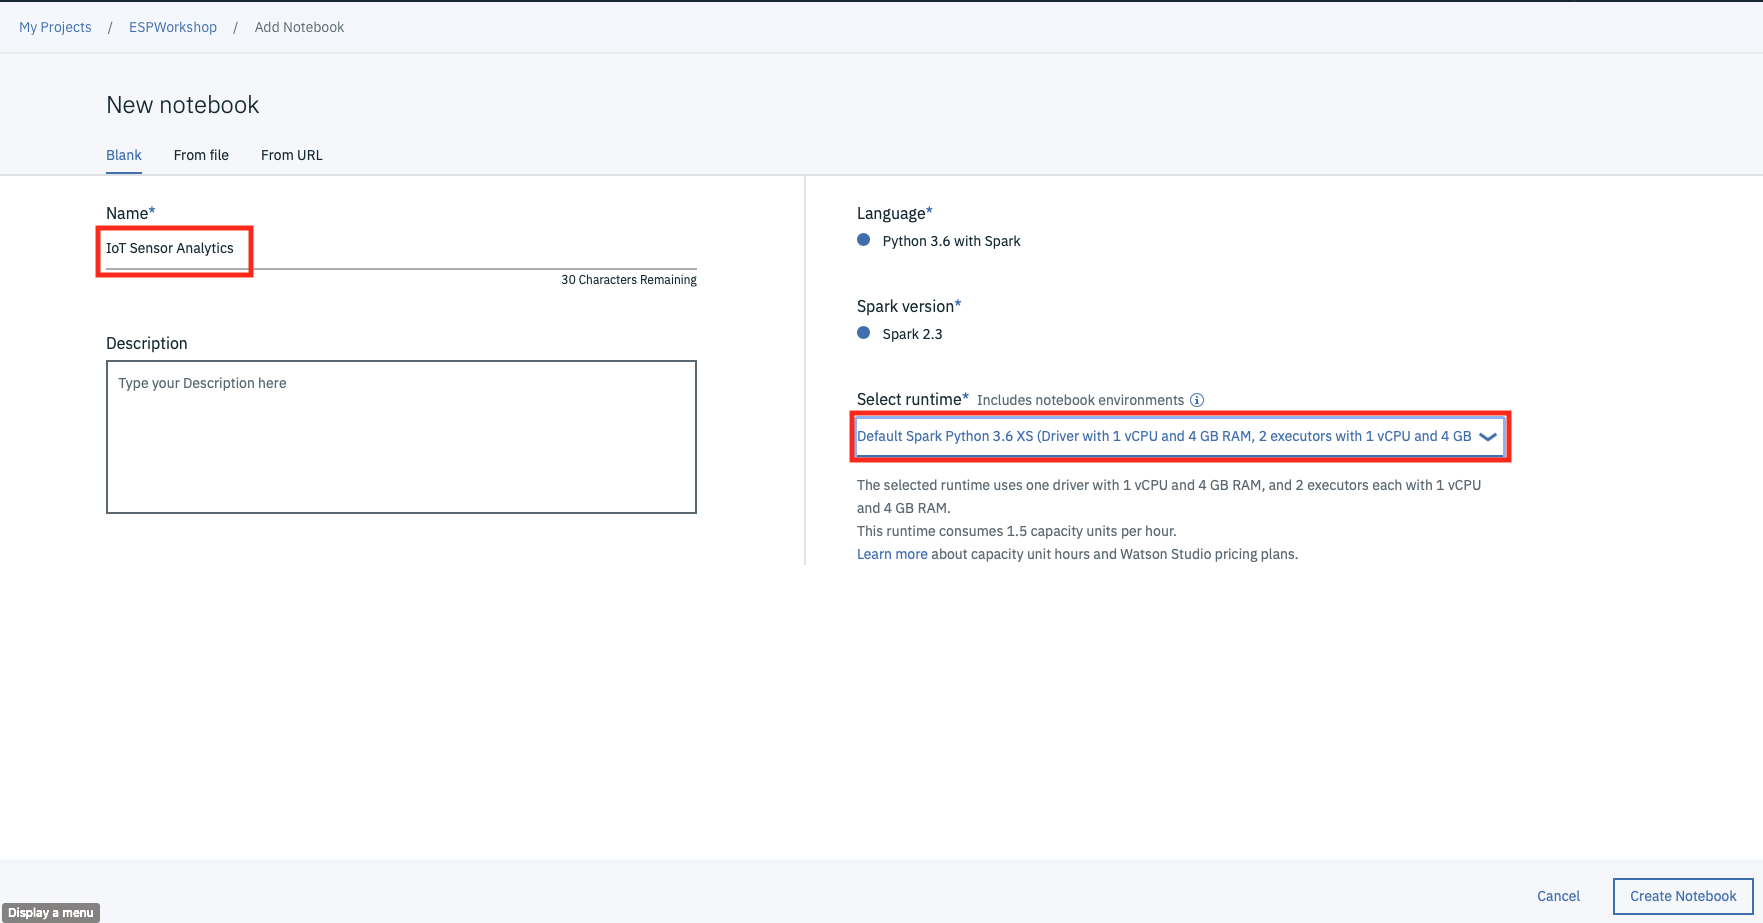 My Projects / ESPWorkshop / Add Notebook
New notebook
Blank From file From URL
Name*
IoT Sensor Analytics
30 Characters Remaining
Description
Type your Description here
Language*
Python 3.6 with Spark
Spark version*
Spark 2.3
Select runtime* Includes notebook environments
Default Spark Python 3.6 XS (Driver with 1 vCPU and 4 GB RAM, 2 executors with 1 vCPU and 4 GB
The selected runtime uses one driver with 1 vCPU and 4 GB RAM, and 2 executors each with 1 vCPU
and 4 GB RAM.
This runtime consumes 1.5 capacity units per hour.
Learn more about capacity unit hours and Watson Studio pricing plans.
Cancel Create Notebook
Display a menu